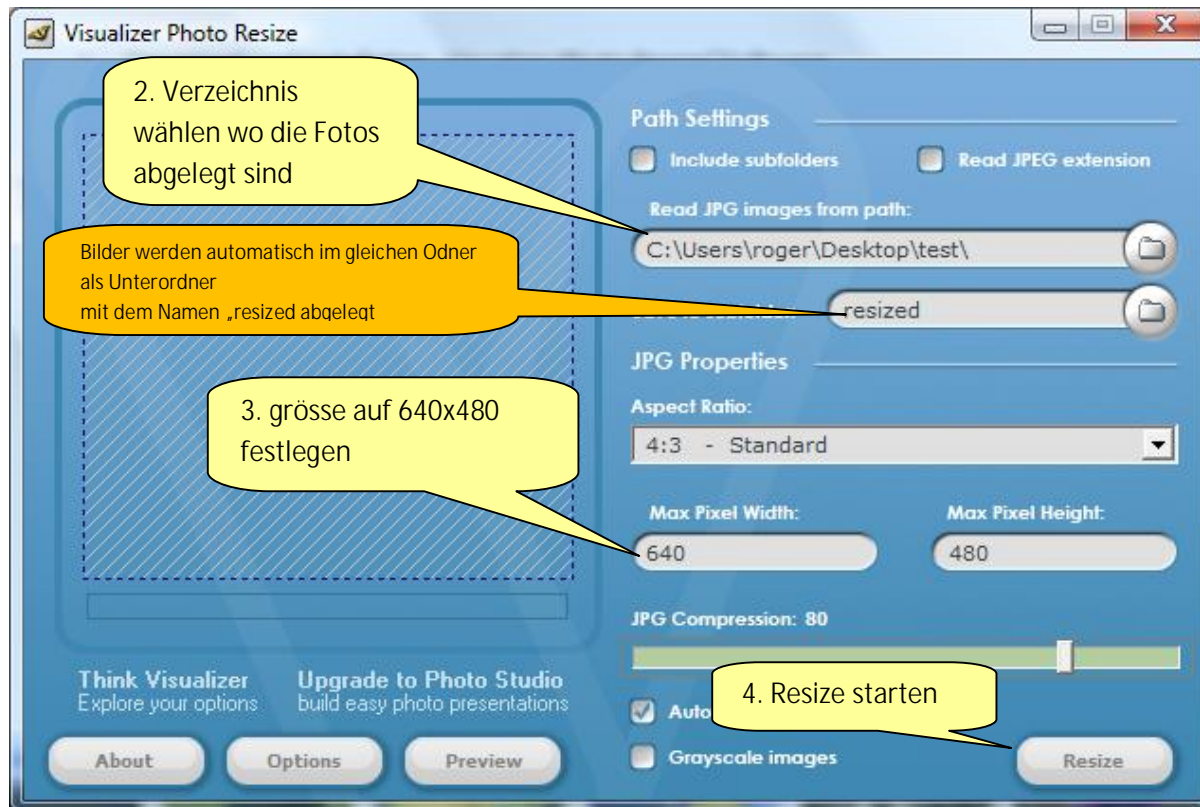 Visualizer Photo Resize
2. Verzeichnis
wählen wo die Fotos
abgelegt sind
Bilder werden automatisch im gleichen Odner
als Unterordner
mit dem Namen „resized abgelegt
3. grösse auf 640x480
festlegen
Think Visualizer
Explore your options
Upgrade to Photo Studio
build easy photo presentations
About
Options
Preview
Path Settings
Include subfolders
Read JPEG extension
Read JPG images from path:
C:\Users\roger\Desktop\test\
resized
JPG Properties
Aspect Ratio:
4:3 - Standard
Max Pixel Width:
Max Pixel Height:
640
480
JPG Compression: 80
4. Resize starten
Auto
Grayscale images
Resize